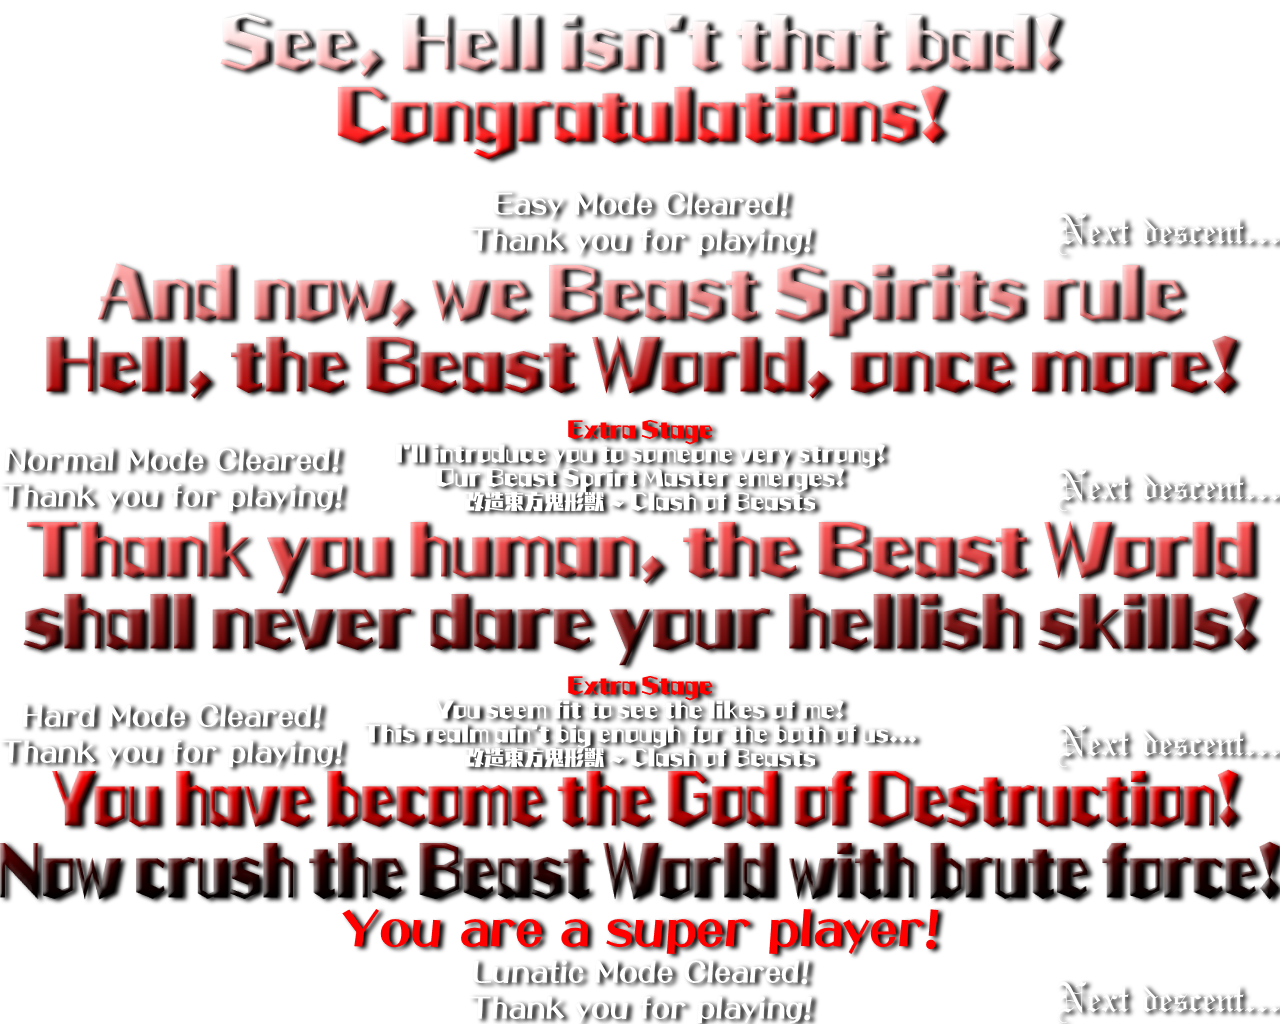 See, Hell isn't that bad!
Congratulations!
Easy Mode Cleared!
Thank you for playing!
Next descent...
And now, we Beast Spirits rule
Hell, the Beast World, once more!
Normal Mode Cleared!
Thank you for playing!
Extra Stage
I'll introduce you to someone very strong!
Our Beast Sprirt Master emerges!
改造東方鬼形獣 ~ Clash of Beasts
Next descent...
Thank you human, the Beast World
shall never dare your hellish skills!
Hard Mode Cleared!
Thank you for playing!
Extra Stage
You seem fit to see the likes of me!
This realm ain't big enough for the both of us...
改造東方鬼形獣 ~ Clash of Beasts
Next descent...
You have become the God of Destruction!
Now crush the Beast World with brute force!
You are a super player!
Lunatic Mode Cleared!
Thank you for playing!
Next descent...